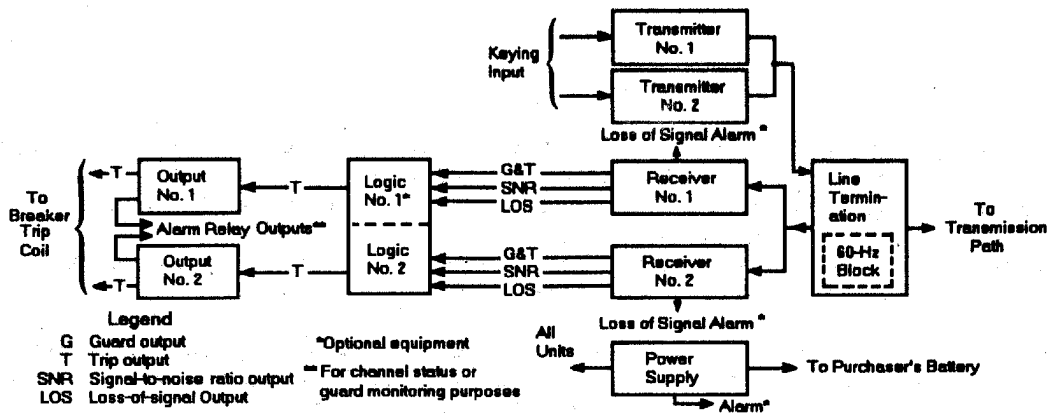 Keying
Input
Transmitter
No. 1
Transmitter
No. 2
Loss of Signal Alarm*
To
Breaker
Trip
Coil
T
Output
No. 1
T
Logic
No. 1*
G&T
SNR
LOS
Receiver
No. 1
Line
Termin-
ation
60-Hz
Block
To
Transmission
Path
Alarm Relay Outputs**
T
Output
No. 2
T
Logic
No. 2
G&T
SNR
LOS
Receiver
No. 2
Loss of Signal Alarm*
Legend
G Guard output
T Trip output
SNR Signal-to-noise ratio output
LOS Loss-of-signal Output
*Optional equipment
** For channel status or
guard monitoring purposes
All
Units
Power
Supply
To Purchaser's Battery
Alarm*